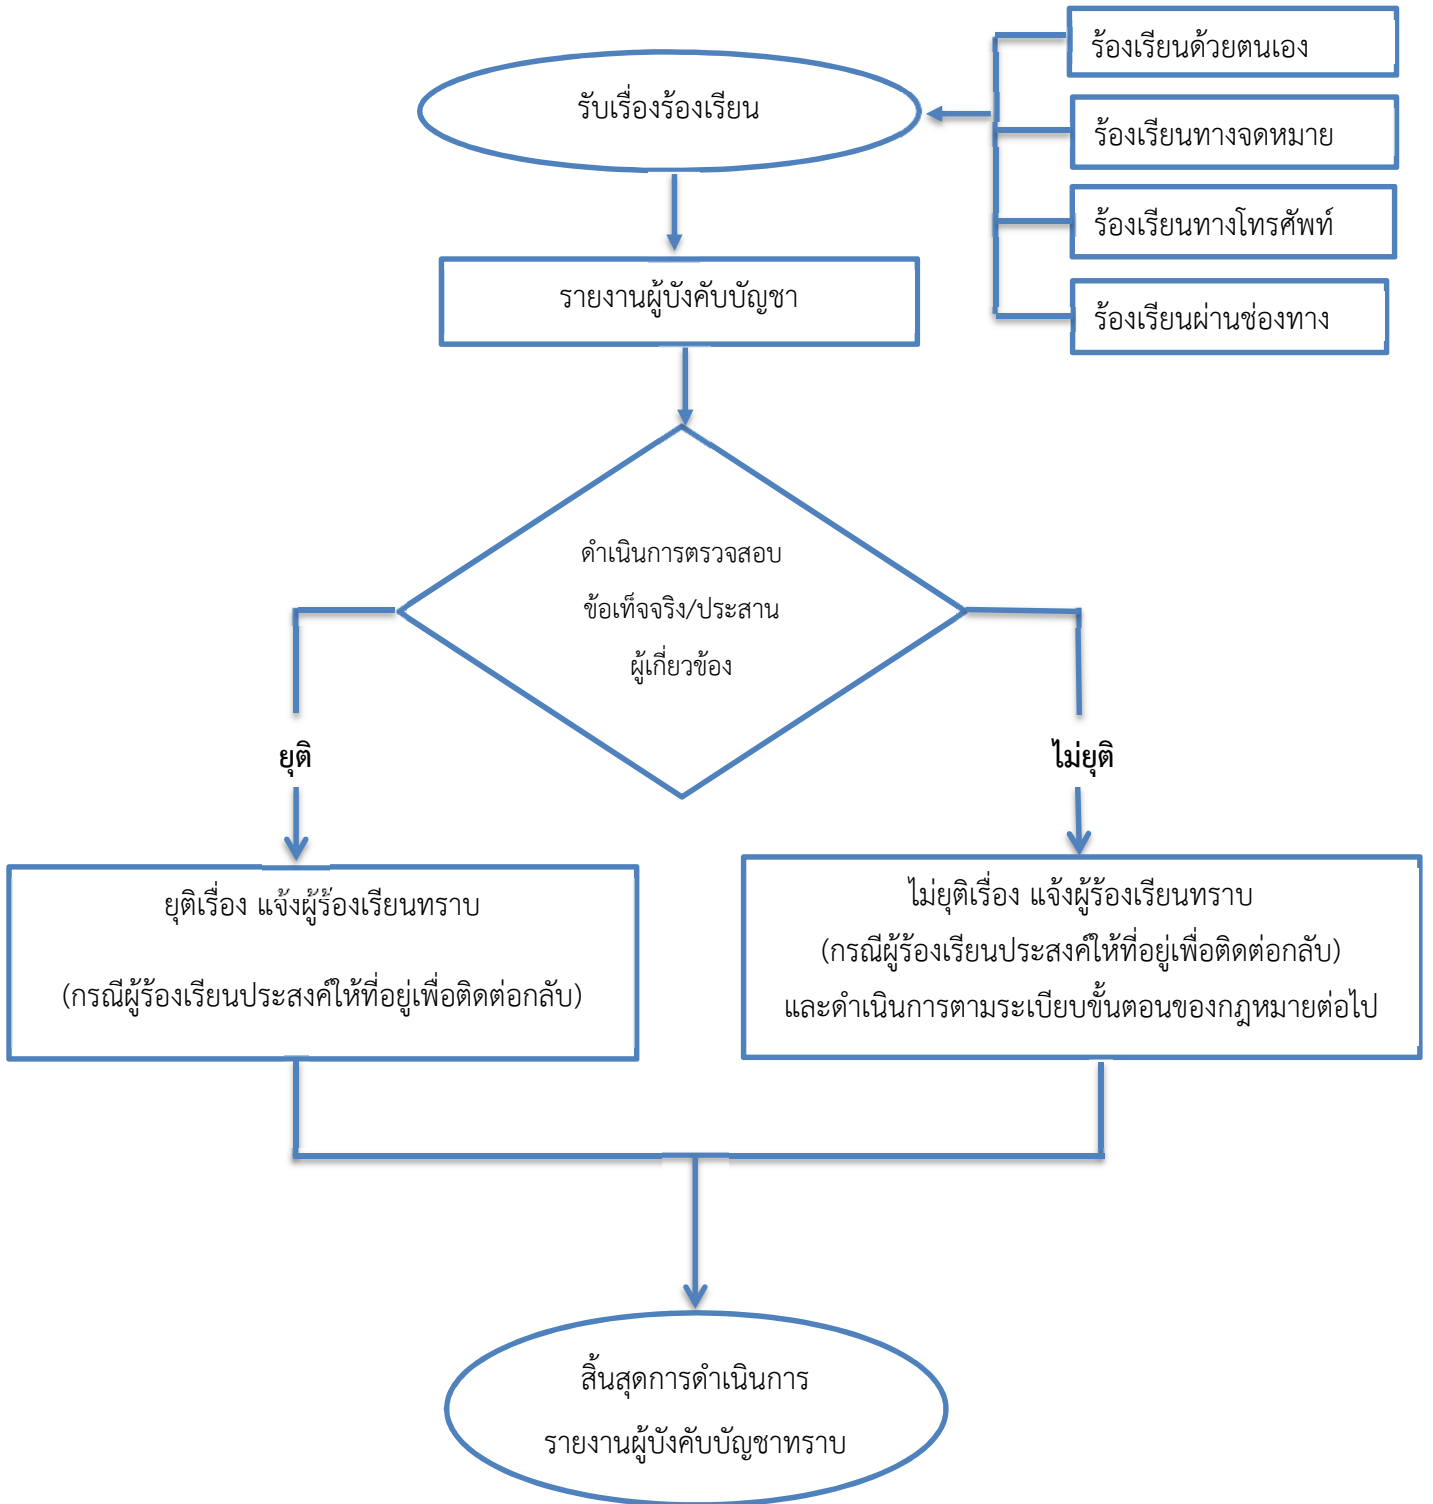 รับเรื่องร้องเรียน
ร้องเรียนด้วยตนเอง
ร้องเรียนทางจดหมาย
ร้องเรียนทางโทรศัพท์
ร้องเรียนผ่านช่องทาง
รายงานผู้บังคับบัญชา
ดำเนินการตรวจสอบ
ข้อเท็จจริง/ประสาน
ผู้เกี่ยวข้อง
ยุติ
ไม่ยุติ
ยุติเรื่อง แจ้งผู้ร้องเรียนทราบ
(กรณีผู้ร้องเรียนประสงค์ให้ที่อยู่เพื่อติดต่อกลับ)
ไม่ยุติเรื่อง แจ้งผู้ร้องเรียนทราบ
(กรณีผู้ร้องเรียนประสงค์ให้ที่อยู่เพื่อติดต่อกลับ)
และดำเนินการตามระเบียบขั้นตอนของกฎหมายต่อไป
สิ้นสุดการดำเนินการ
รายงานผู้บังคับบัญชาทราบ